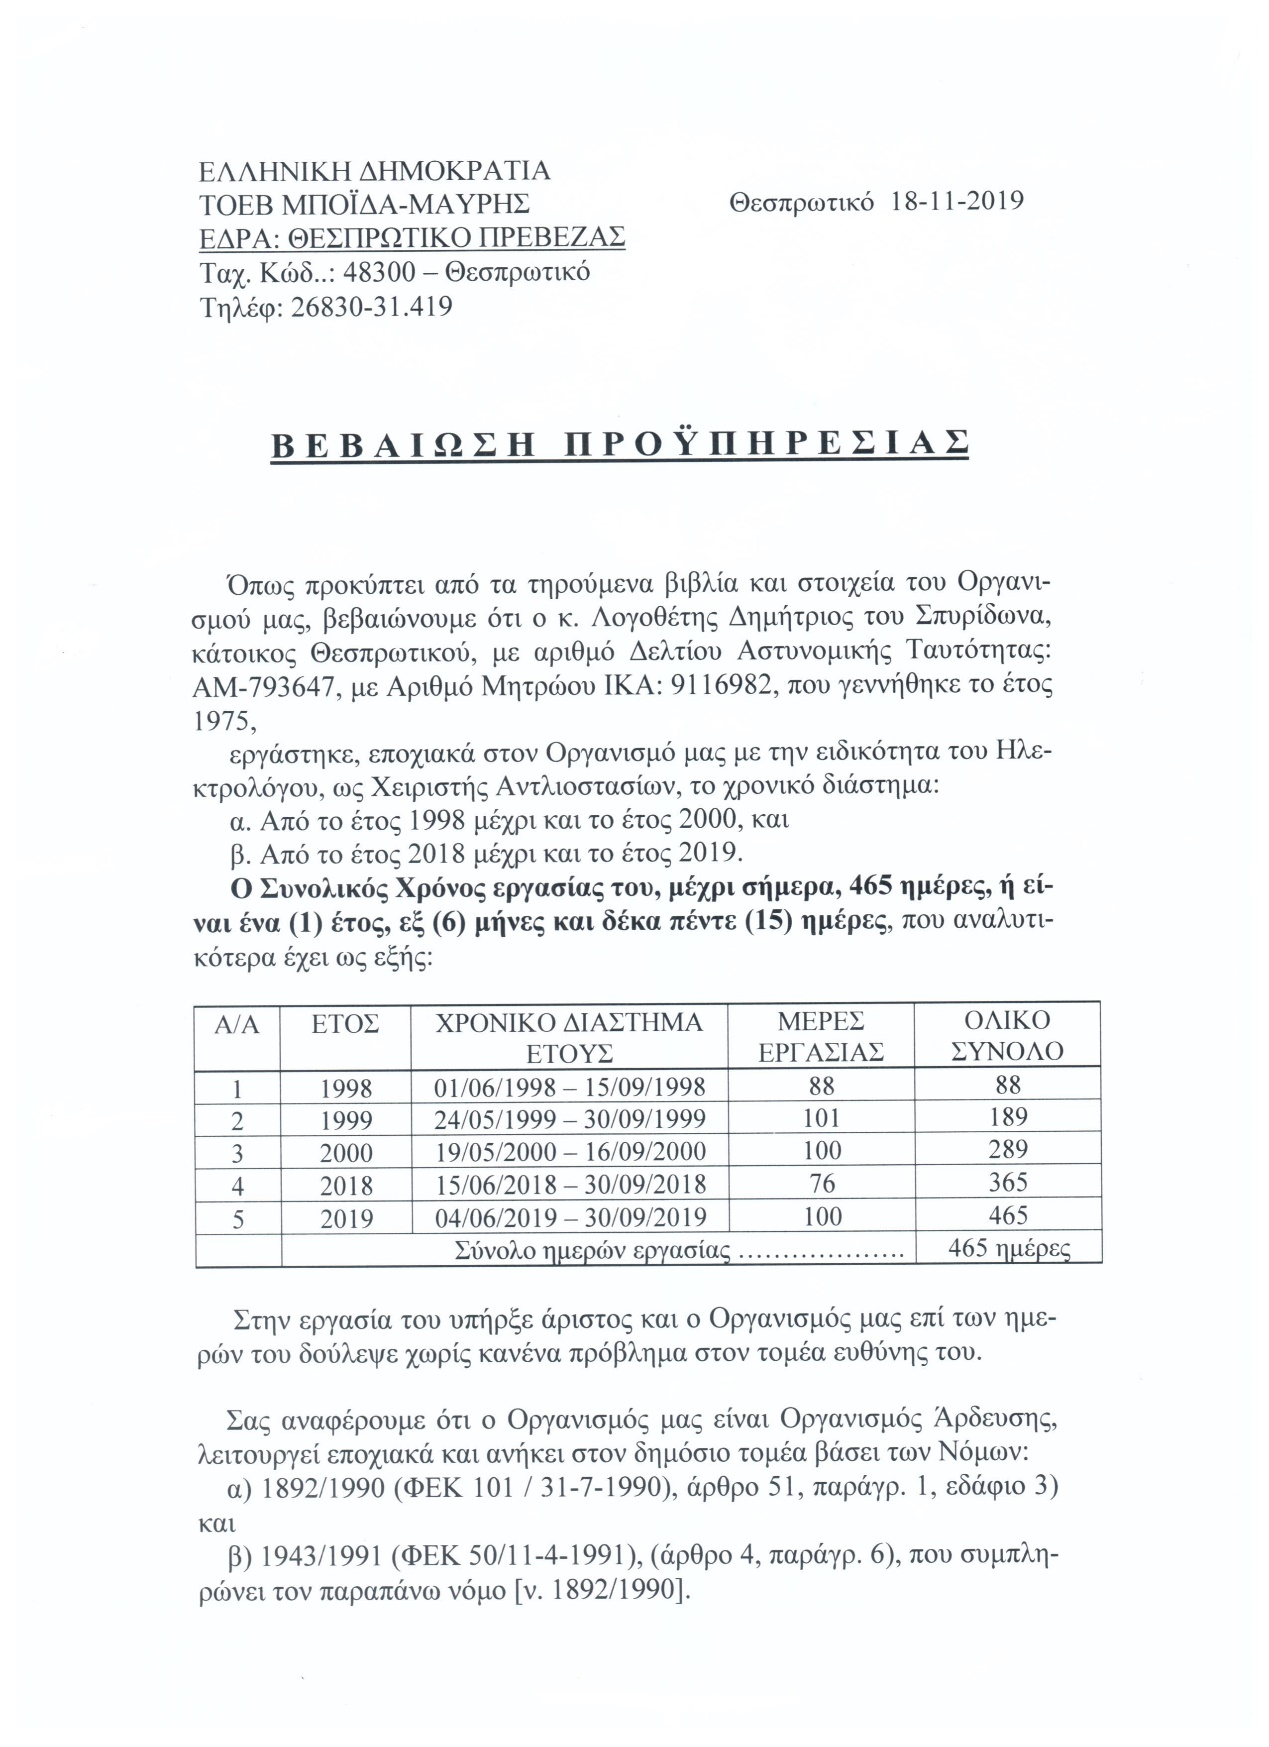 ΕΛΛΗΝΙΚΗ ΔΗΜΟΚΡΑΤΙΑ
ΤΟΕΒ ΜΠΟΪΔΑ-ΜΑΥΡΗΣ Θεσπρωτικό 18-11-2019
ΕΔΡΑ: ΘΕΣΠΡΩΤΙΚΟ ΠΡΕΒΕΖΑΣ
Ταχ. Κώδ..: 48300 – Θεσπρωτικό
Τηλέφ: 26830-31.419
ΒΕΒΑΙΩΣΗ ΠΡΟΫΠΗΡΕΣΙΑΣ
Όπως προκύπτει από τα τηρούμενα βιβλία και στοιχεία του Οργανι-
σμού μας, βεβαιώνουμε ότι ο κ. Λογοθέτης Δημήτριος του Σπυρίδωνα,
κάτοικος Θεσπρωτικού, με αριθμό Δελτίου Αστυνομικής Ταυτότητας:
ΑΜ-793647, με Αριθμό Μητρώου ΙΚΑ: 9116982, που γεννήθηκε το έτος
1975,
εργάστηκε, εποχιακά στον Οργανισμό μας με την ειδικότητα του Ηλε-
κτρολόγου, ως Χειριστής Αντλιοστασίων, το χρονικό διάστημα:
α. Από το έτος 1998 μέχρι και το έτος 2000, και
β. Από το έτος 2018 μέχρι και το έτος 2019.
Ο Συνολικός Χρόνος εργασίας του, μέχρι σήμερα, 465 ημέρες, ή εί-
ναι ένα (1) έτος, εξ (6) μήνες και δέκα πέντε (15) ημέρες, που αναλυτι-
κότερα έχει ως εξής:
Α/Α ΕΤΟΣ ΧΡΟΝΙΚΟ ΔΙΑΣΤΗΜΑ ΜΕΡΕΣ ΟΛΙΚΟ
ΕΤΟΥΣ ΕΡΓΑΣΙΑΣ ΣΥΝΟΛΟ
1 1998 01/06/1998 – 15/09/1998 88 88
2 1999 24/05/1999 – 30/09/1999 101 189
3 2000 19/05/2000 – 16/09/2000 100 289
4 2018 15/06/2018 – 30/09/2018 76 365
5 2019 04/06/2019 – 30/09/2019 100 465
Σύνολο ημερών εργασίας ................... 465 ημέρες
Στην εργασία του υπήρξε άριστος και ο Οργανισμός μας επί των ημε-
ρών του δούλεψε χωρίς κανένα πρόβλημα στον τομέα ευθύνης του.
Σας αναφέρουμε ότι ο Οργανισμός μας είναι Οργανισμός Άρδευσης,
λειτουργεί εποχιακά και ανήκει στον δημόσιο τομέα βάσει των Νόμων:
α) 1892/1990 (ΦΕΚ 101 / 31-7-1990), άρθρο 51, παράγρ. 1, εδάφιο 3)
και
β) 1943/1991 (ΦΕΚ 50/11-4-1991), (άρθρο 4, παράγρ. 6), που συμπλη-
ρώνει τον παραπάνω νόμο [ν. 1892/1990].